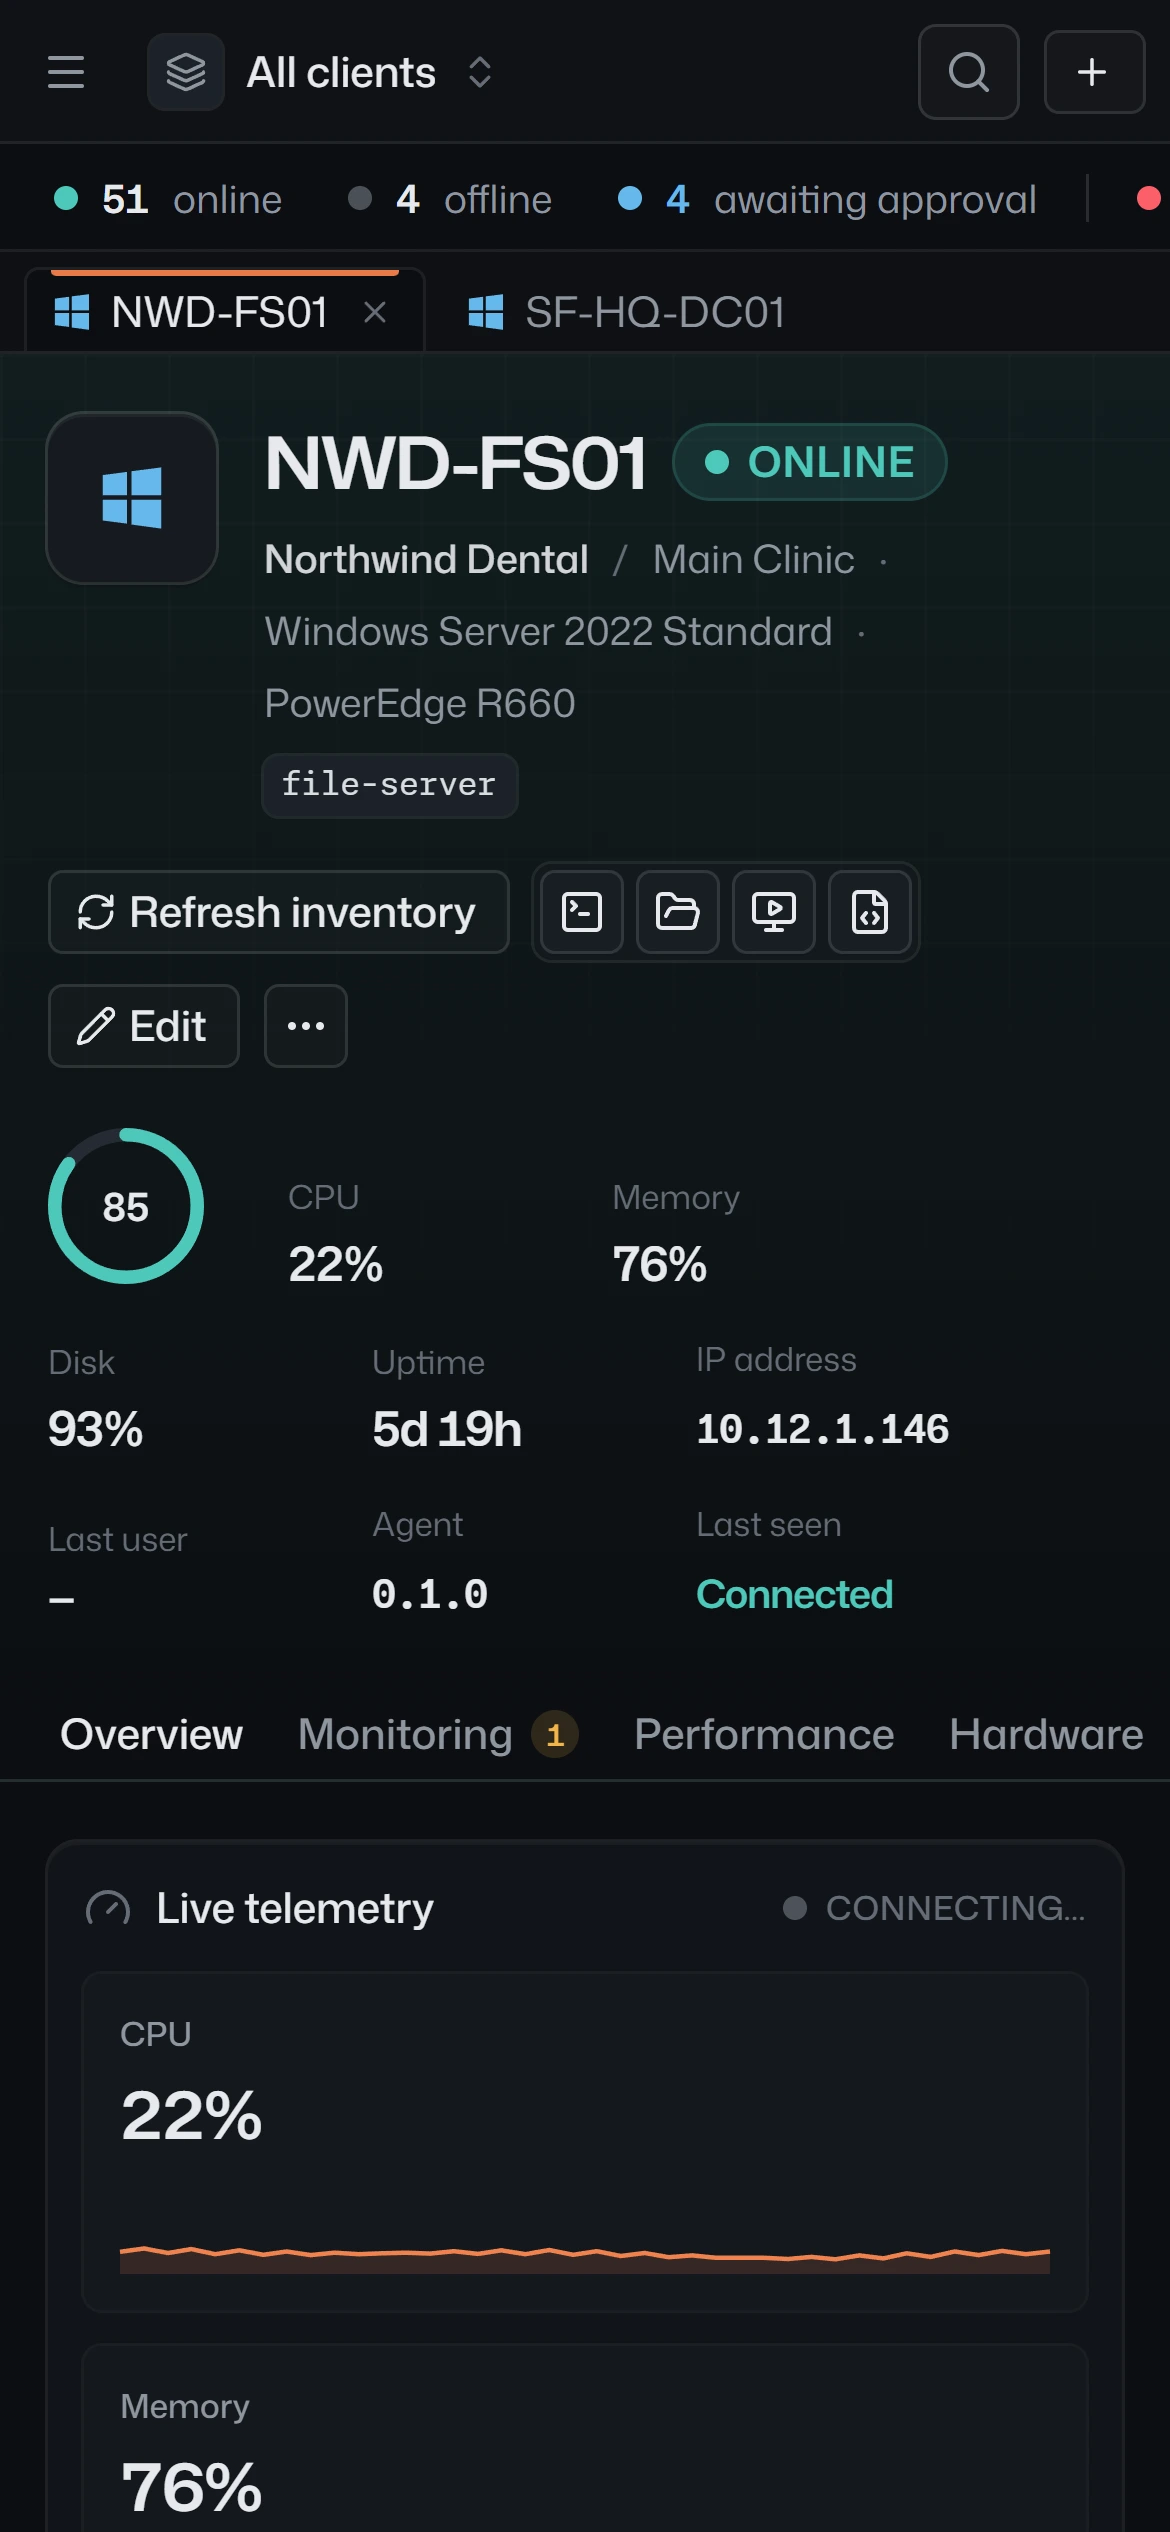 All clients
51 online 4 offline 4 awaiting approval
NWD-FS01 SF-HQ-DC01
NWD-FS01 ONLINE
Northwind Dental / Main Clinic ·
Windows Server 2022 Standard ·
PowerEdge R660
file-server
Refresh inventory
Edit
85
CPU Memory
22% 76%
Disk Uptime IP address
93% 5d 19h 10.12.1.146
Last user Agent Last seen
— 0.1.0 Connected
Overview Monitoring 1 Performance Hardware
Live telemetry CONNECTING...
CPU
22%
Memory
76%